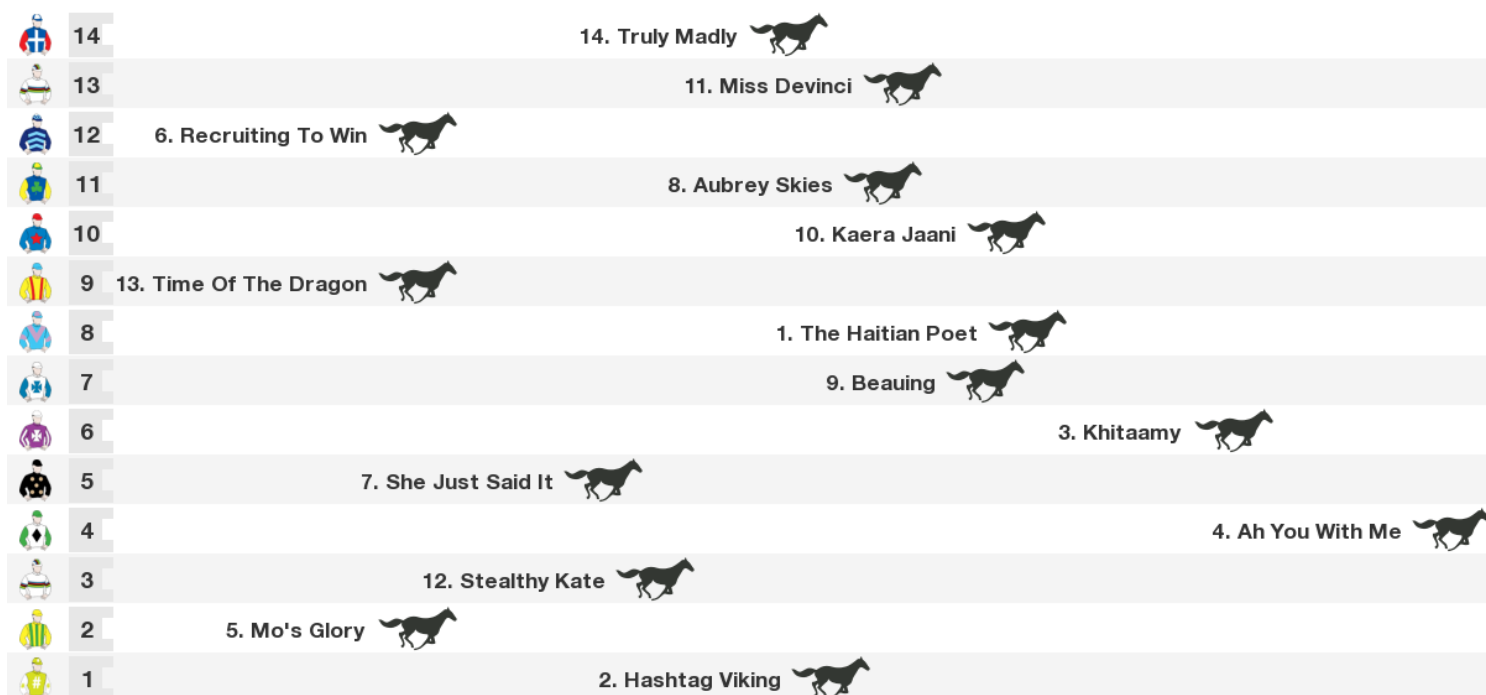 14 14. Truly Madly
13 11. Miss Devinci
12 6. Recruiting To Win
11 8. Aubrey Skies
10 10. Kaera Jaani
9 13. Time Of The Dragon
8 1. The Haitian Poet
7 9. Beauing
6 3. Khitaamy
5 7. She Just Said It
4 4. Ah You With Me
3 12. Stealthy Kate
2 5. Mo's Glory
1 2. Hashtag Viking